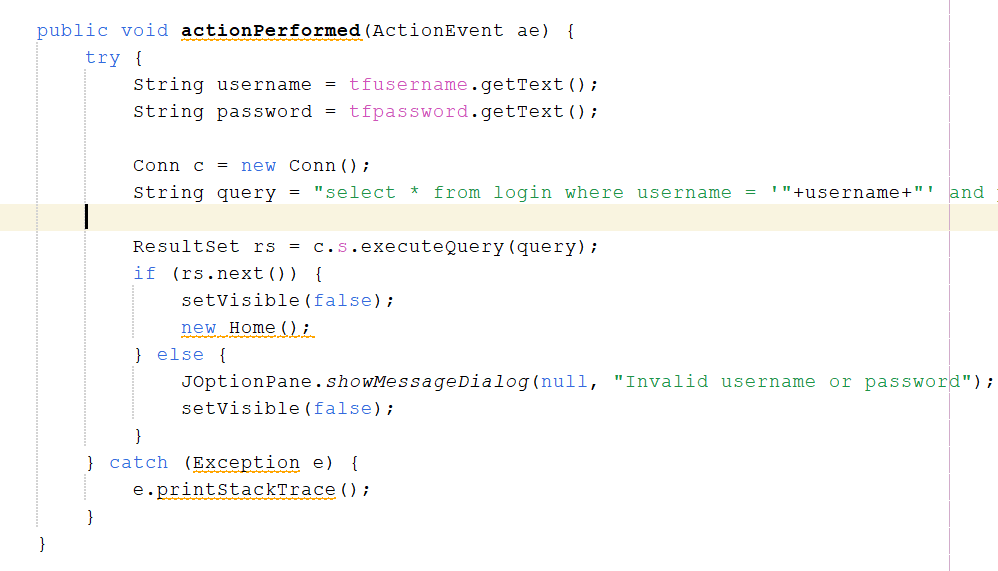 public void actionPerformed(ActionEvent ae) {
try {
String username = tfusername.getText();
String password = tfpassword.getText();
Conn c = new Conn();
String query = "select * from login where username = '"+username+"' and
ResultSet rs = c.s.executeQuery(query);
if (rs.next()) {
setVisible(false);
new Home();
} else {
JOptionPane.showMessageDialog(null, "Invalid username or password");
setVisible(false);
}
} catch (Exception e) {
e.printStackTrace();
}
}